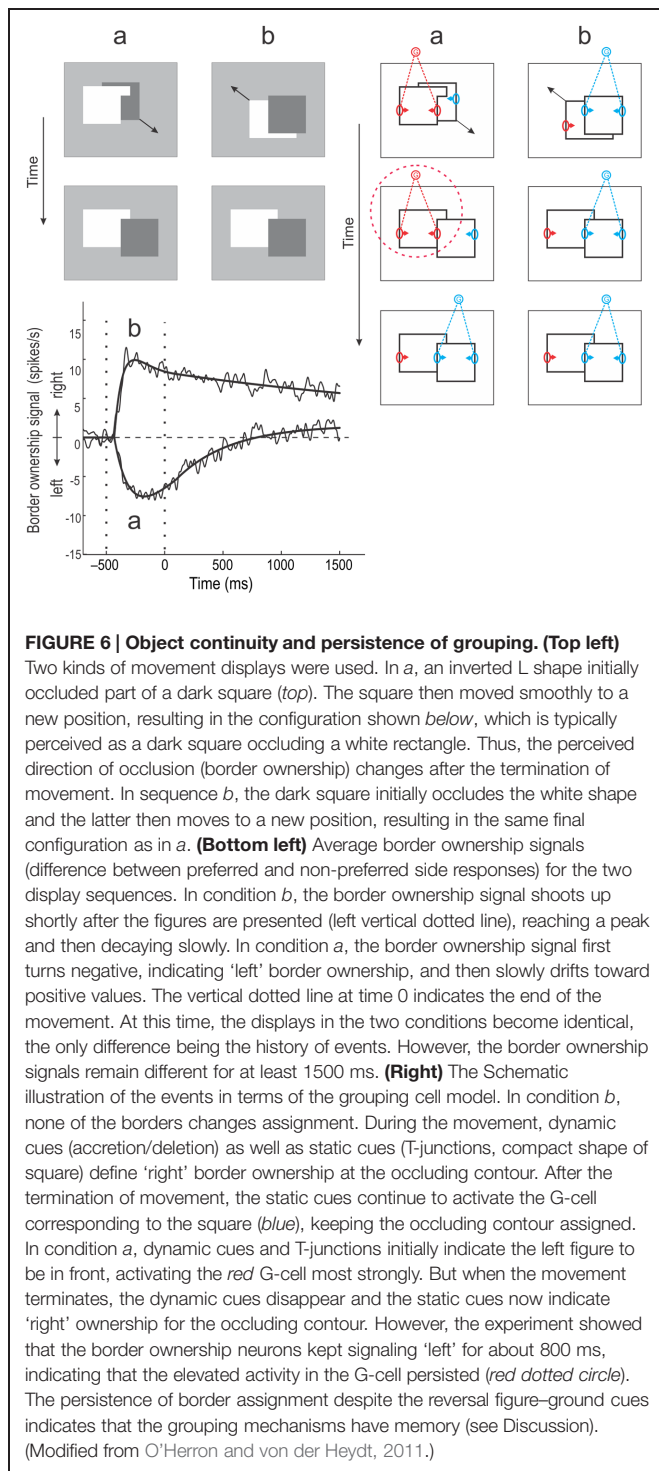 a
b
a
b
Time
Time
G
G
G
G
G
G
Border ownership signal (spikes/s)
left
right
15
10
5
0
-5
-10
-15
b
a
−500
0
500
1000
1500
Time (ms)
FIGURE 6 | Object continuity and persistence of grouping. (Top left)
Two kinds of movement displays were used. In a, an inverted L shape initially
occluded part of a dark square (top). The square then moved smoothly to a
new position, resulting in the configuration shown below, which is typically
perceived as a dark square occluding a white rectangle. Thus, the perceived
direction of occlusion (border ownership) changes after the termination of
movement. In sequence b, the dark square initially occludes the white shape
and the latter then moves to a new position, resulting in the same final
configuration as in a. (Bottom left) Average border ownership signals
(difference between preferred and non-preferred side responses) for the two
display sequences. In condition b, the border ownership signal shoots up
shortly after the figures are presented (left vertical dotted line), reaching a peak
and then decaying slowly. In condition a, the border ownership signal first
turns negative, indicating ‘left’ border ownership, and then slowly drifts toward
positive values. The vertical dotted line at time 0 indicates the end of the
movement. At this time, the displays in the two conditions become identical,
the only difference being the history of events. However, the border ownership
signals remain different for at least 1500 ms. (Right) The Schematic
illustration of the events in terms of the grouping cell model. In condition b,
none of the borders changes assignment. During the movement, dynamic
cues (accretion/deletion) as well as static cues (T-junctions, compact shape of
square) define ‘right’ border ownership at the occluding contour. After the
termination of movement, the static cues continue to activate the G-cell
corresponding to the square (blue), keeping the occluding contour assigned.
In condition a, dynamic cues and T-junctions initially indicate the left figure to
be in front, activating the red G-cell most strongly. But when the movement
terminates, the dynamic cues disappear and the static cues now indicate
‘right’ ownership for the occluding contour. However, the experiment showed
that the border ownership neurons kept signaling ‘left’ for about 800 ms,
indicating that the elevated activity in the G-cell persisted (red dotted circle).
The persistence of border assignment despite the reversal figure–ground cues
indicates that the grouping mechanisms have memory (see Discussion).
(Modified from O’Herron and von der Heydt, 2011.)